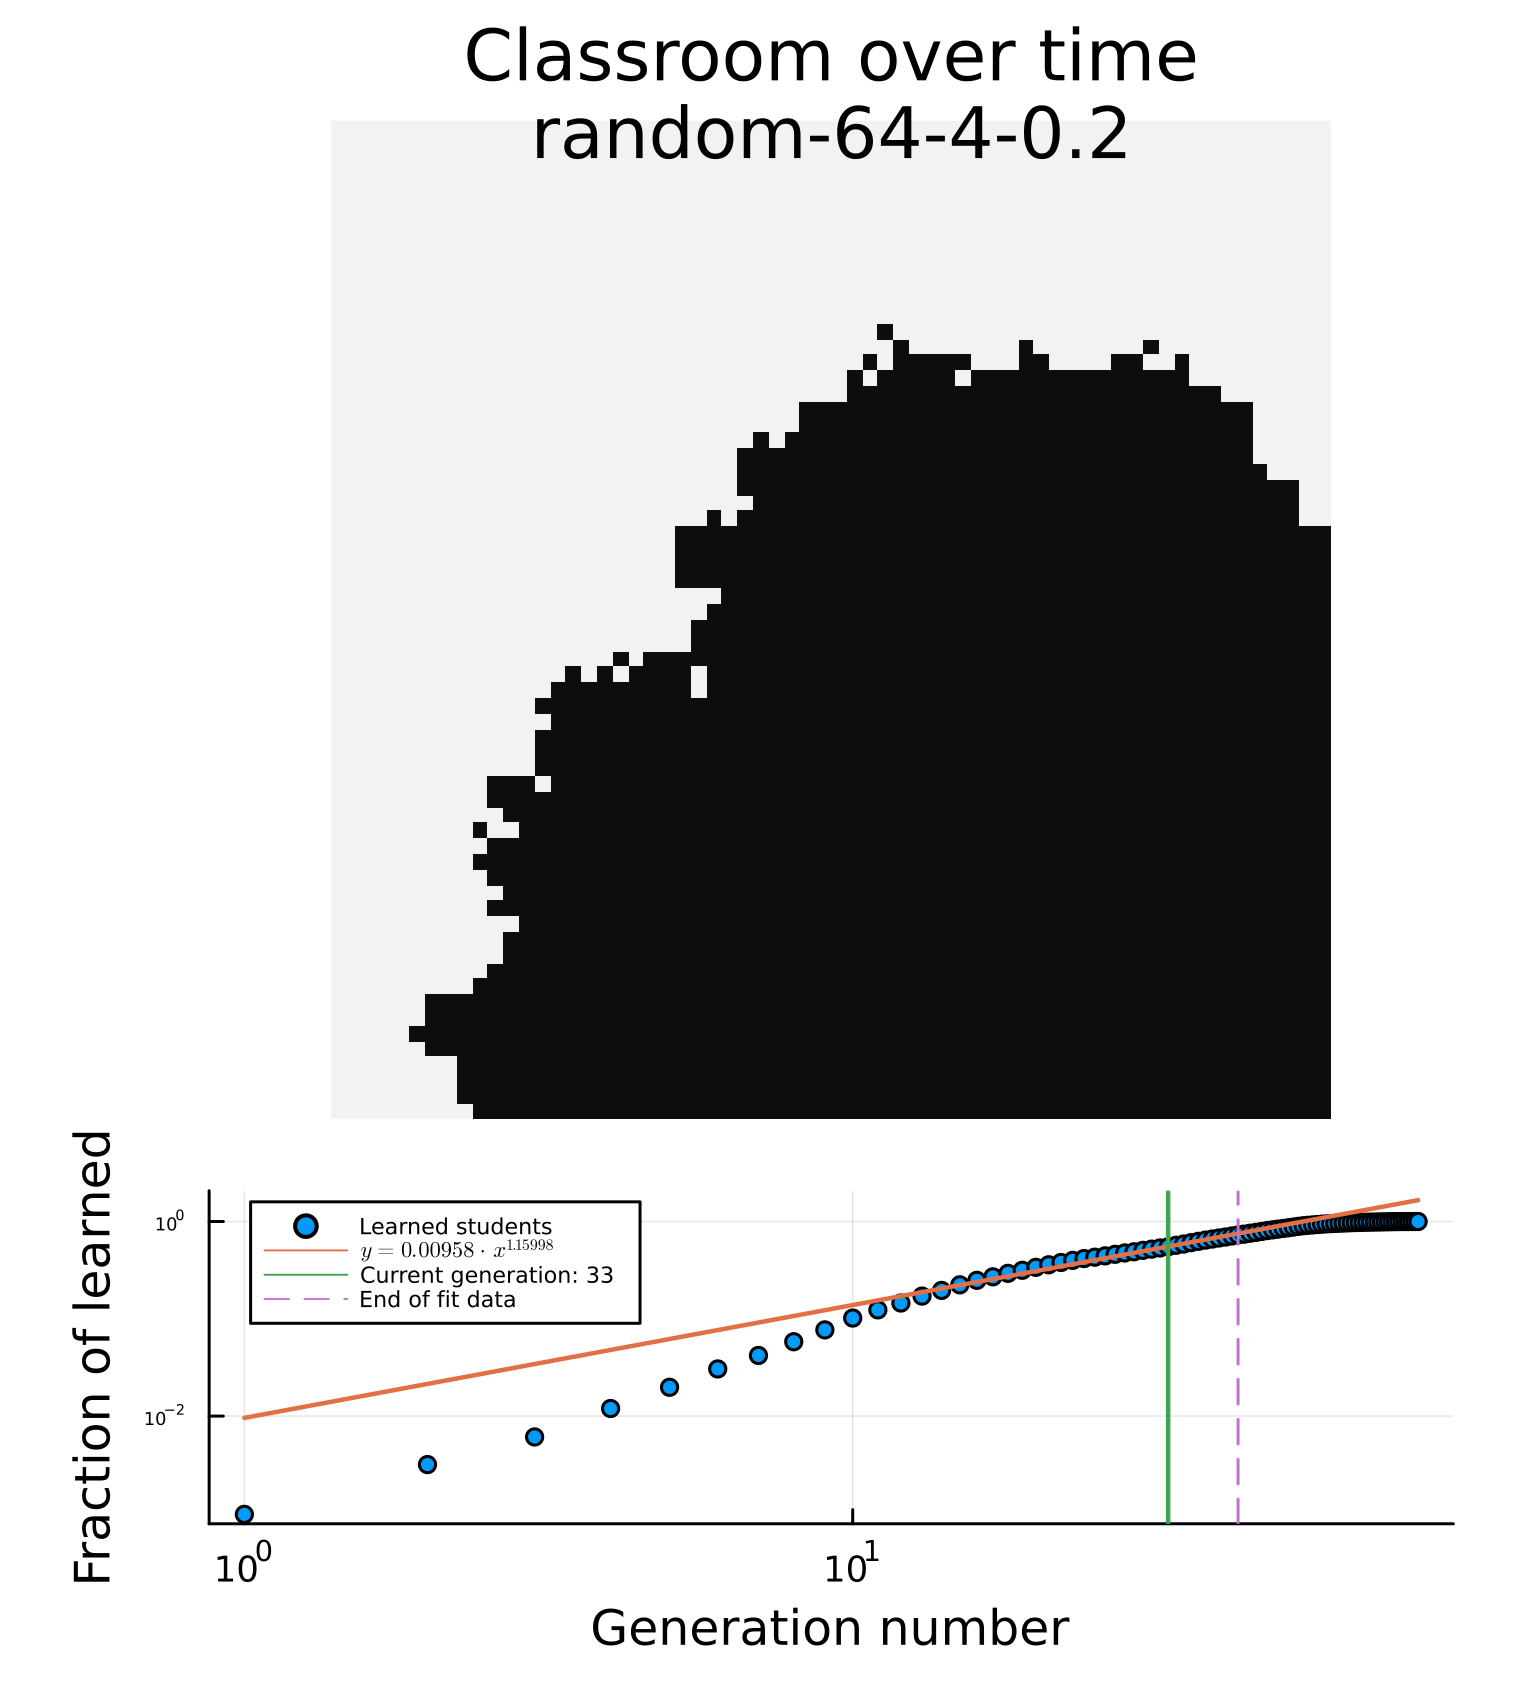 Classroom over time
random-64-4-0.2
Fraction of learned
10⁰
10⁻²
Learned students
y = 0.00958 · x^1.15998
Current generation: 33
End of fit data
10⁰
10¹
Generation number